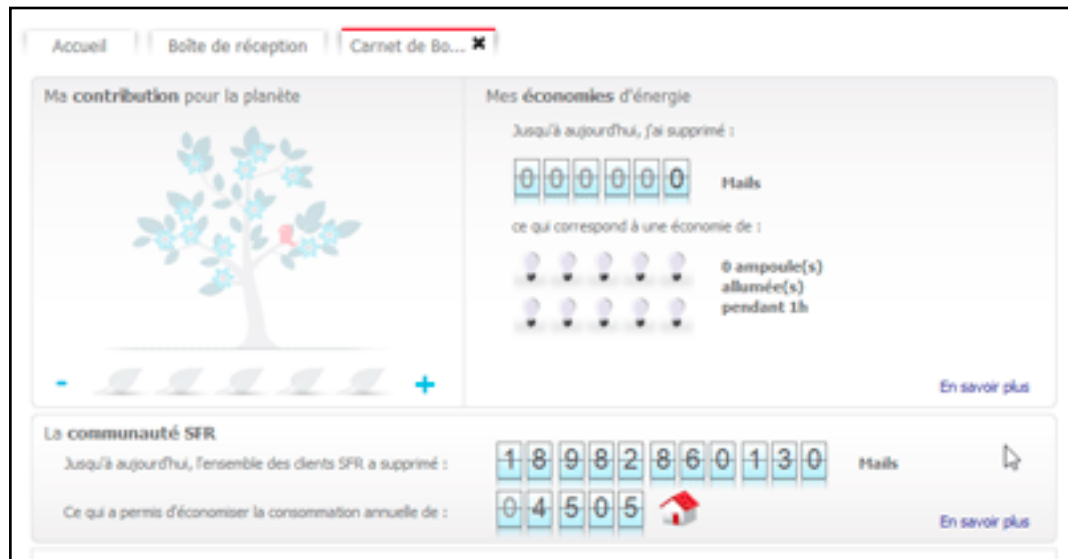 Accueil
Boîte de réception
Carnet de Bo... ✖
Ma contribution pour la planète
Mes économies d'énergie
Jusqu'à aujourd'hui, j'ai supprimé :
000000 Mails
ce qui correspond à une économie de :
0 ampoule(s)
allumée(s)
pendant 1h
- +
En savoir plus
La communauté SFR
Jusqu'à aujourd'hui, l'ensemble des clients SFR a supprimé :
18982860130 Mails
Ce qui a permis d'économiser la consommation annuelle de :
04505
En savoir plus